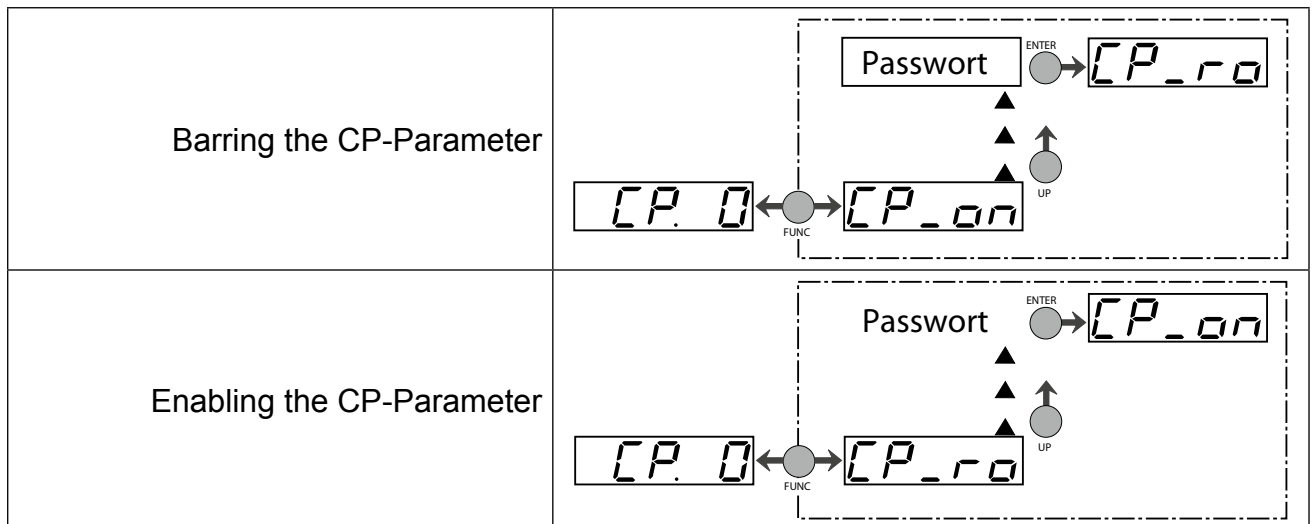 Barring the CP-Parameter
Passwort
ENTER
CP_ro
UP
CP. 0
FUNC
CP_on
Enabling the CP-Parameter
Passwort
ENTER
CP_on
UP
CP. 0
FUNC
CP_ro